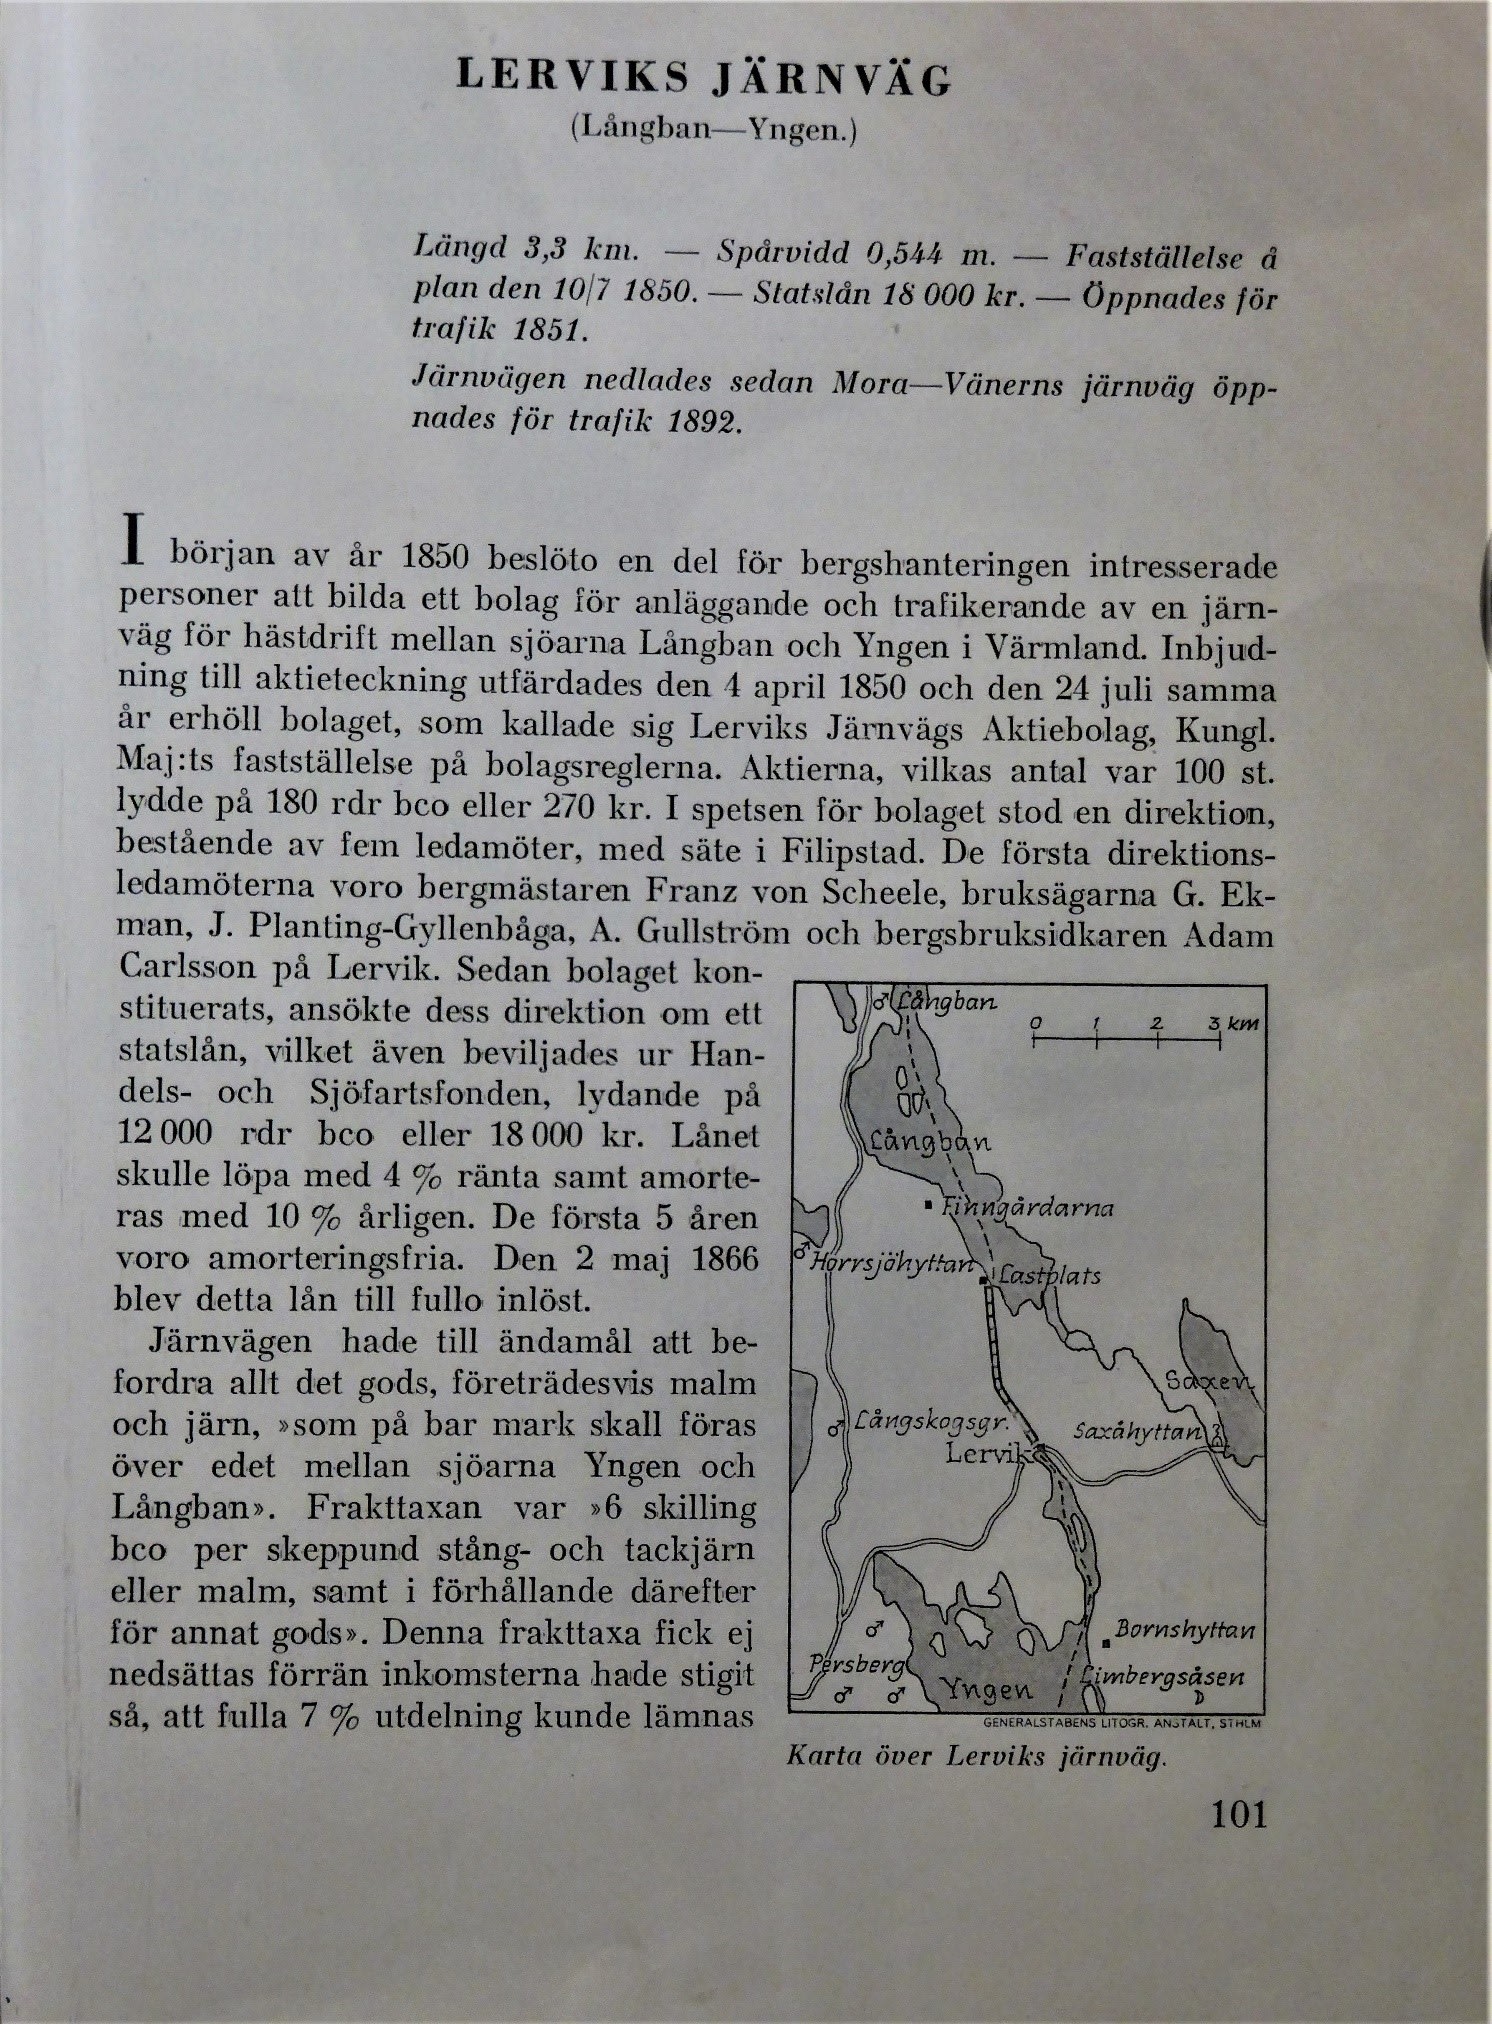 LERVIKS JÄRNVÄG
(Långban—Yngen.)
Längd 3,3 km. — Spårvidd 0,544 m. — Fastställelse å
plan den 10/7 1850. — Statslån 18 000 kr. — Öppnades för
trafik 1851.
Järnvägen nedlades sedan Mora—Vänerns järnväg öpp-
nades för trafik 1892.
I början av år 1850 beslöto en del för bergshanteringen intresserade
personer att bilda ett bolag för anläggande och trafikerande av en järn-
väg för hästdrift mellan sjöarna Långban och Yngen i Värmland. Inbjud-
ning till aktieteckning utfärdades den 4 april 1850 och den 24 juli samma
år erhöll bolaget, som kallade sig Lerviks Järnvägs Aktiebolag, Kungl.
Maj:ts fastställelse på bolagsreglerna. Aktierna, vilkas antal var 100 st.
lydde på 180 rdr bco eller 270 kr. I spetsen för bolaget stod en direktion,
bestående av fem ledamöter, med säte i Filipstad. De första direktions-
ledamöterna voro bergmästaren Franz von Scheele, bruksägarna G. Ek-
man, J. Planting-Gyllenbåga, A. Gullström och bergsbruksidkaren Adam
Carlsson på Lervik. Sedan bolaget kon-
stituerats, ansökte dess direktion om ett
statslån, vilket även beviljades ur Han-
dels- och Sjöfartsfonden, lydande på
12 000 rdr bco eller 18 000 kr. Lånet
skulle löpa med 4 % ränta samt amorte-
ras med 10 % årligen. De första 5 åren
voro amorteringsfria. Den 2 maj 1866
blev detta lån till fullo inlöst.
Järnvägen hade till ändamål att be-
fordra allt det gods, företrädesvis malm
och järn, »som på bar mark skall föras
över edet mellan sjöarna Yngen och
Långban». Frakttaxan var »6 skilling
bco per skeppund stång- och tackjärn
eller malm, samt i förhållande därefter
för annat gods». Denna frakttaxa fick ej
nedsättas förrän inkomsterna hade stigit
så, att fulla 7 % utdelning kunde lämnas
Långban
0 1 2 3 km
Långban
Finngårdarna
Horrsjöhyttan
Lastplats
Saxen
Långskogsgr.
Saxåhyttan
Lervik
Bornshyttan
Persberg
Yngen
Limbergsåsen
GENERALSTABENS LITOGR. ANSTALT, STHLM
Karta över Lerviks järnväg.
101